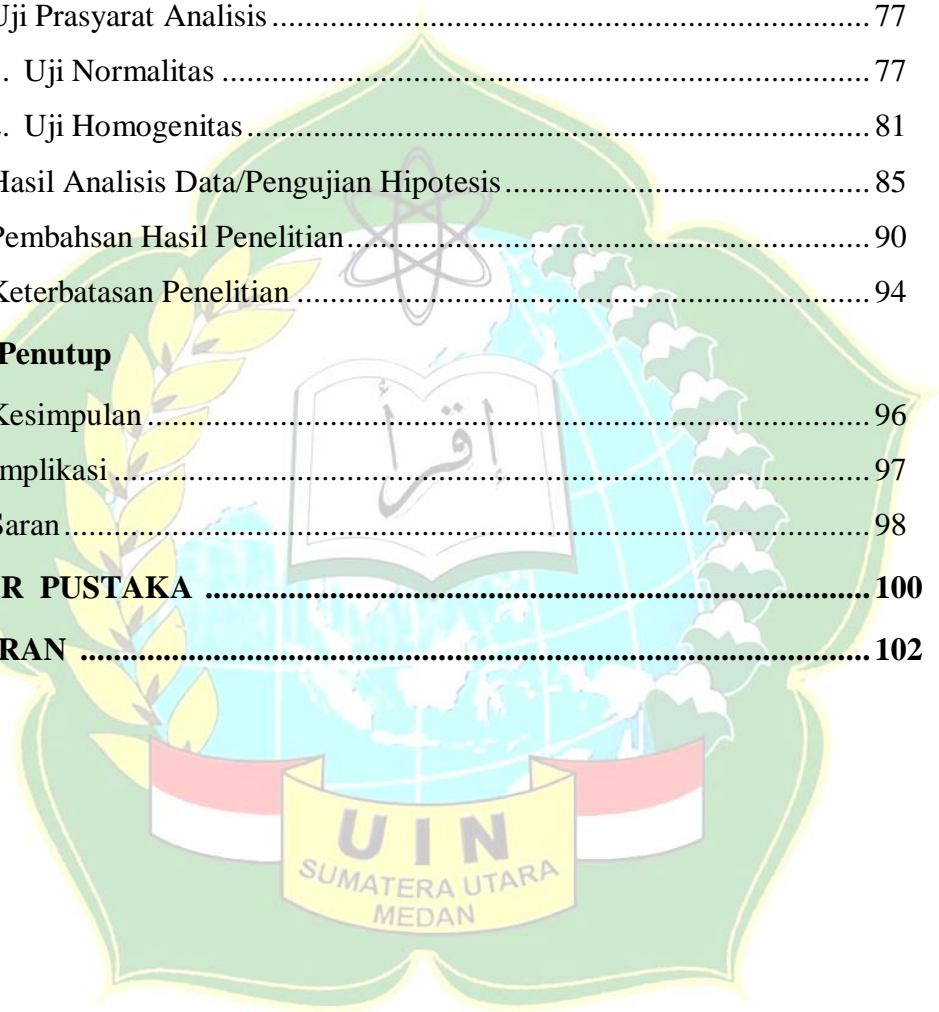 Uji Prasyarat Analisis ........................................................................ 77
. Uji Normalitas ........................................................................ 77
. Uji Homogenitas ........................................................................ 81
Hasil Analisis Data/Pengujian Hipotesis ........................................................................ 85
Pembahsan Hasil Penelitian ........................................................................ 90
Keterbatasan Penelitian ........................................................................ 94
Penutup
Kesimpulan ........................................................................ 96
mplikasi ........................................................................ 97
Saran ........................................................................ 98
R PUSTAKA ........................................................................ 100
RAN ........................................................................ 102
إقرأ
UIN
SUMATERA UTARA
MEDAN